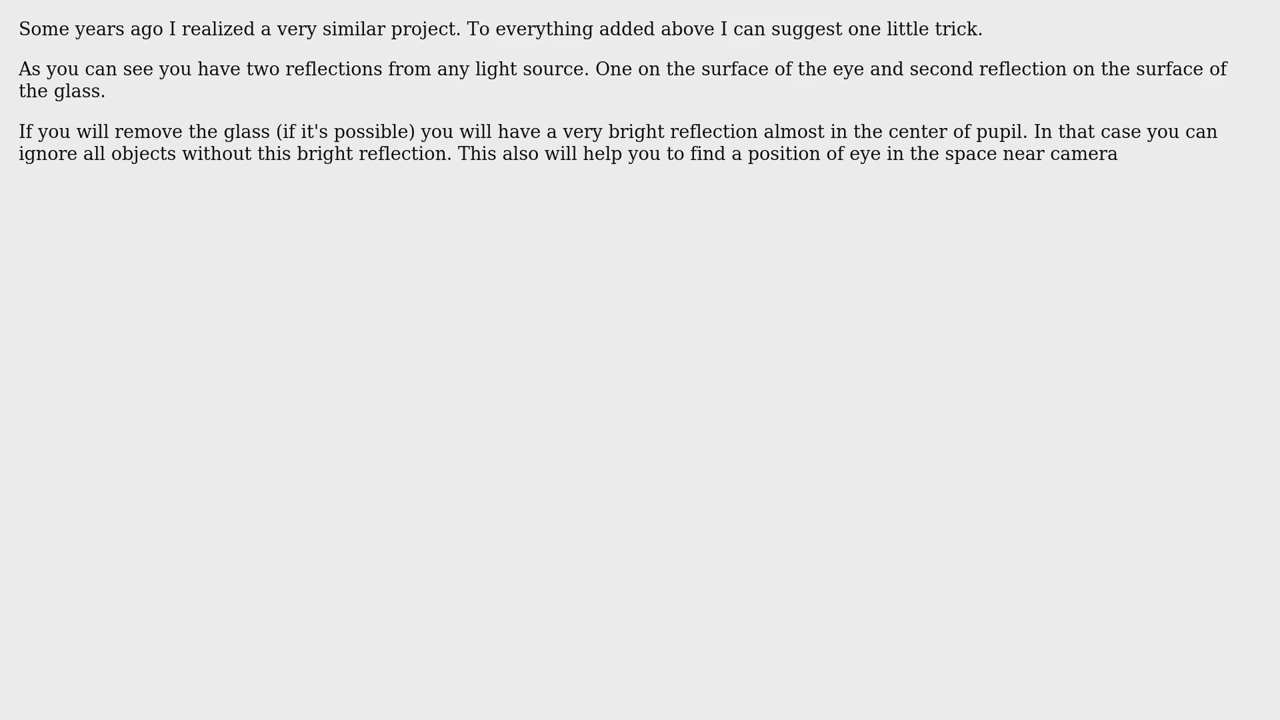 Some years ago I realized a very similar project. To everything added above I can suggest one little trick.
As you can see you have two reflections from any light source. One on the surface of the eye and second reflection on the surface of
the glass.
If you will remove the glass (if it's possible) you will have a very bright reflection almost in the center of pupil. In that case you can
ignore all objects without this bright reflection. This also will help you to find a position of eye in the space near camera